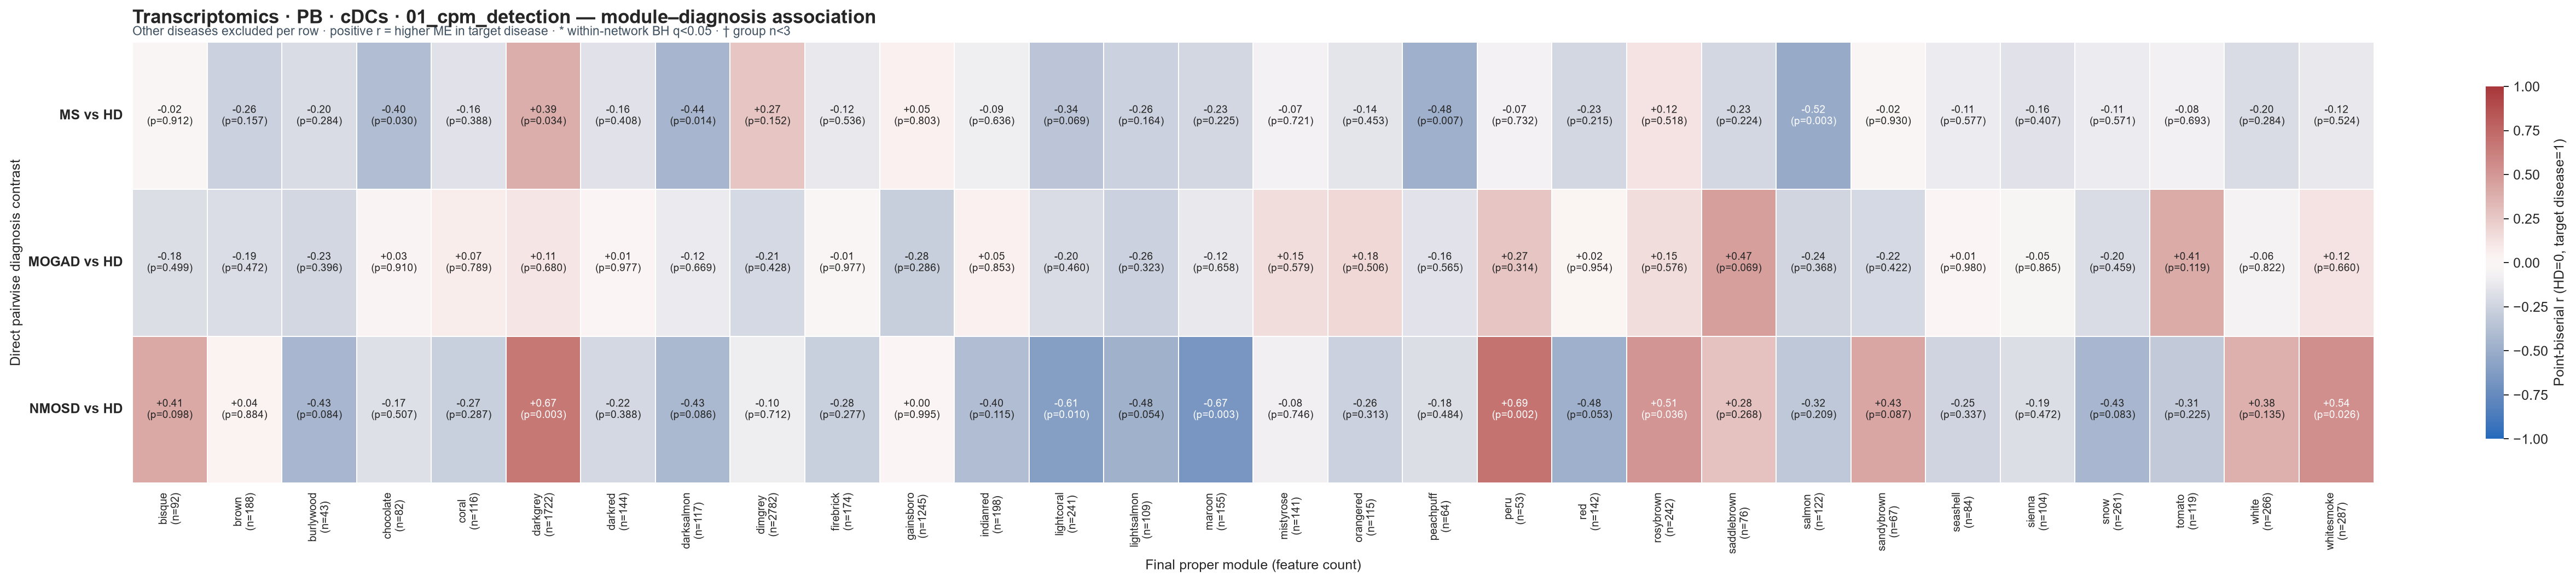 Transcriptomics · PB · cDCs · 01_cpm_detection — module–diagnosis association
Other diseases excluded per row · positive r = higher ME in target disease · * within-network BH q<0.05 · † group n<3
Direct pairwise diagnosis contrast
MS vs HD
-0.02 -0.26 -0.20 -0.40 -0.16 +0.39 -0.16 -0.44 +0.27 -0.12 +0.05 -0.09 -0.34 -0.26 -0.23 -0.07 -0.14 -0.48 -0.07 -0.23 +0.12 -0.23 -0.52 -0.02 -0.11 -0.16 -0.11 -0.08 -0.20 -0.12
(p=0.912) (p=0.157) (p=0.284) (p=0.030) (p=0.388) (p=0.034) (p=0.408) (p=0.014) (p=0.152) (p=0.536) (p=0.803) (p=0.636) (p=0.069) (p=0.164) (p=0.225) (p=0.721) (p=0.453) (p=0.007) (p=0.732) (p=0.215) (p=0.518) (p=0.224) (p=0.003) (p=0.930) (p=0.577) (p=0.407) (p=0.571) (p=0.693) (p=0.284) (p=0.524)
MOGAD vs HD
-0.18 -0.19 -0.23 +0.03 +0.07 +0.11 +0.01 -0.12 -0.21 -0.01 -0.28 +0.05 -0.20 -0.26 -0.12 +0.15 +0.18 -0.16 +0.27 +0.02 +0.15 +0.47 -0.24 -0.22 +0.01 -0.05 -0.20 +0.41 -0.06 +0.12
(p=0.499) (p=0.472) (p=0.396) (p=0.910) (p=0.789) (p=0.680) (p=0.977) (p=0.669) (p=0.428) (p=0.977) (p=0.286) (p=0.853) (p=0.460) (p=0.323) (p=0.658) (p=0.579) (p=0.506) (p=0.565) (p=0.314) (p=0.954) (p=0.576) (p=0.069) (p=0.368) (p=0.422) (p=0.980) (p=0.865) (p=0.459) (p=0.119) (p=0.822) (p=0.660)
NMOSD vs HD
+0.41 +0.04 -0.43 -0.17 -0.27 +0.67 -0.22 -0.43 -0.10 -0.28 +0.00 -0.40 -0.61 -0.48 -0.67 -0.08 -0.26 -0.18 +0.69 -0.48 +0.51 +0.28 -0.32 +0.43 -0.25 -0.19 -0.43 -0.31 +0.38 +0.54
(p=0.098) (p=0.884) (p=0.084) (p=0.507) (p=0.287) (p=0.003) (p=0.388) (p=0.086) (p=0.712) (p=0.277) (p=0.995) (p=0.115) (p=0.010) (p=0.054) (p=0.003) (p=0.746) (p=0.313) (p=0.484) (p=0.002) (p=0.053) (p=0.036) (p=0.268) (p=0.209) (p=0.087) (p=0.337) (p=0.472) (p=0.083) (p=0.225) (p=0.135) (p=0.026)
bisque
(n=92)
brown
(n=188)
burlywood
(n=43)
chocolate
(n=82)
coral
(n=116)
darkgrey
(n=1722)
darkred
(n=144)
darksalmon
(n=117)
dimgrey
(n=2782)
firebrick
(n=174)
gainsboro
(n=1245)
indianred
(n=198)
lightcoral
(n=241)
lightsalmon
(n=109)
maroon
(n=155)
mistyrose
(n=141)
orangered
(n=115)
peachpuff
(n=64)
peru
(n=53)
red
(n=142)
rosybrown
(n=242)
saddlebrown
(n=76)
salmon
(n=122)
sandybrown
(n=67)
seashell
(n=84)
sienna
(n=104)
snow
(n=261)
tomato
(n=119)
white
(n=266)
whitesmoke
(n=287)
Final proper module (feature count)
1.00
0.75
0.50
0.25
0.00
−0.25
−0.50
−0.75
−1.00
Point-biserial r (HD=0, target disease=1)